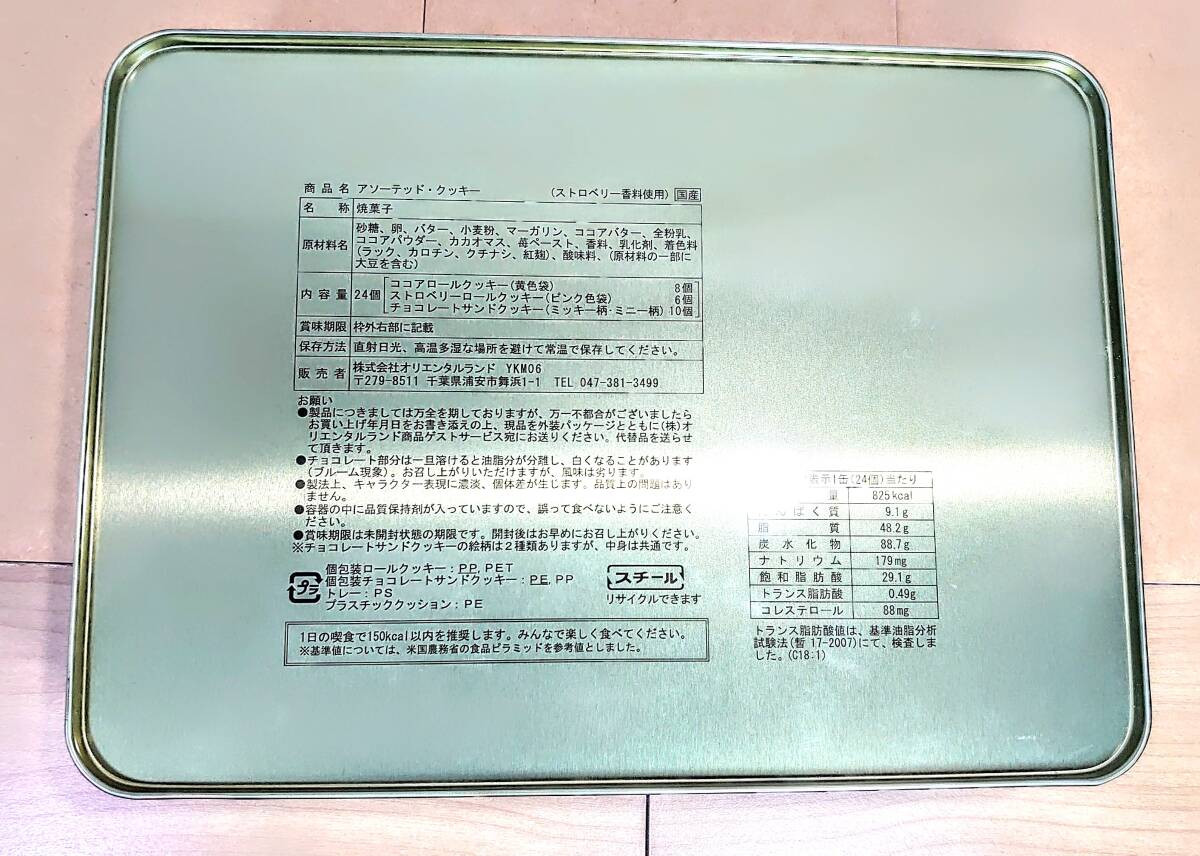 商品名 アソーテッド・クッキー (ストロベリー香料使用) 国産
名称 焼菓子
原材料名 砂糖、卵、バター、小麦粉、マーガリン、ココアバター、全粉乳、
ココアパウダー、カカオマス、苺ペースト、香料、乳化剤、着色料
(ラック、カロチン、クチナシ、紅麹)、酸味料、(原材料の一部に
大豆を含む)
内容量 24個 ココアロールクッキー(黄色袋) 8個
ストロベリーロールクッキー(ピンク色袋) 6個
チョコレートサンドクッキー(ミッキー柄・ミニー柄) 10個
賞味期限 枠外右部に記載
保存方法 直射日光、高温多湿な場所を避けて常温で保存してください。
販売者 株式会社オリエンタルランド YKM06
〒279-8511 千葉県浦安市舞浜1-1 TEL 047-381-3499
お願い
●製品につきましては万全を期しておりますが、万一不都合がございましたら
お買い上げ年月日をお書き添えの上、現品を外装パッケージとともに(株)オ
リエンタルランド商品ゲストサービス宛にお送りください。代替品を送らせ
て頂きます。
●チョコレート部分は一旦溶けると油脂分が分離し、白くなることがあります
(ブルーム現象)。お召し上がりいただけますが、風味は劣ります。
●製法上、キャラクター表現に濃淡、個体差が生じます。品質上の問題はあり
ません。
●容器の中に品質保持剤が入っていますので、誤って食べないようにご注意く
ださい。
●賞味期限は未開封状態の期限です。開封後はお早めにお召し上がりください。
※チョコレートサンドクッキーの絵柄は2種類ありますが、中身は共通です。
プラ
個包装ロールクッキー:PP, PET
個包装チョコレートサンドクッキー:PE, PP
トレー:PS
プラスチッククッション:PE
スチール
リサイクルできます
1日の喫食で150kcal以内を推奨します。みんなで楽しく食べてください。
※基準値については、米国農務省の食品ピラミッドを参考値としました。
表示1缶(24個)当たり
量 825kcal
んぱく質 9.1g
脂質 48.2g
炭水化物 88.7g
ナトリウム 179mg
飽和脂肪酸 29.1g
トランス脂肪酸 0.49g
コレステロール 88mg
トランス脂肪酸値は、基準油脂分析
試験法(暫 17-2007)にて、検査しま
した。(C18:1)